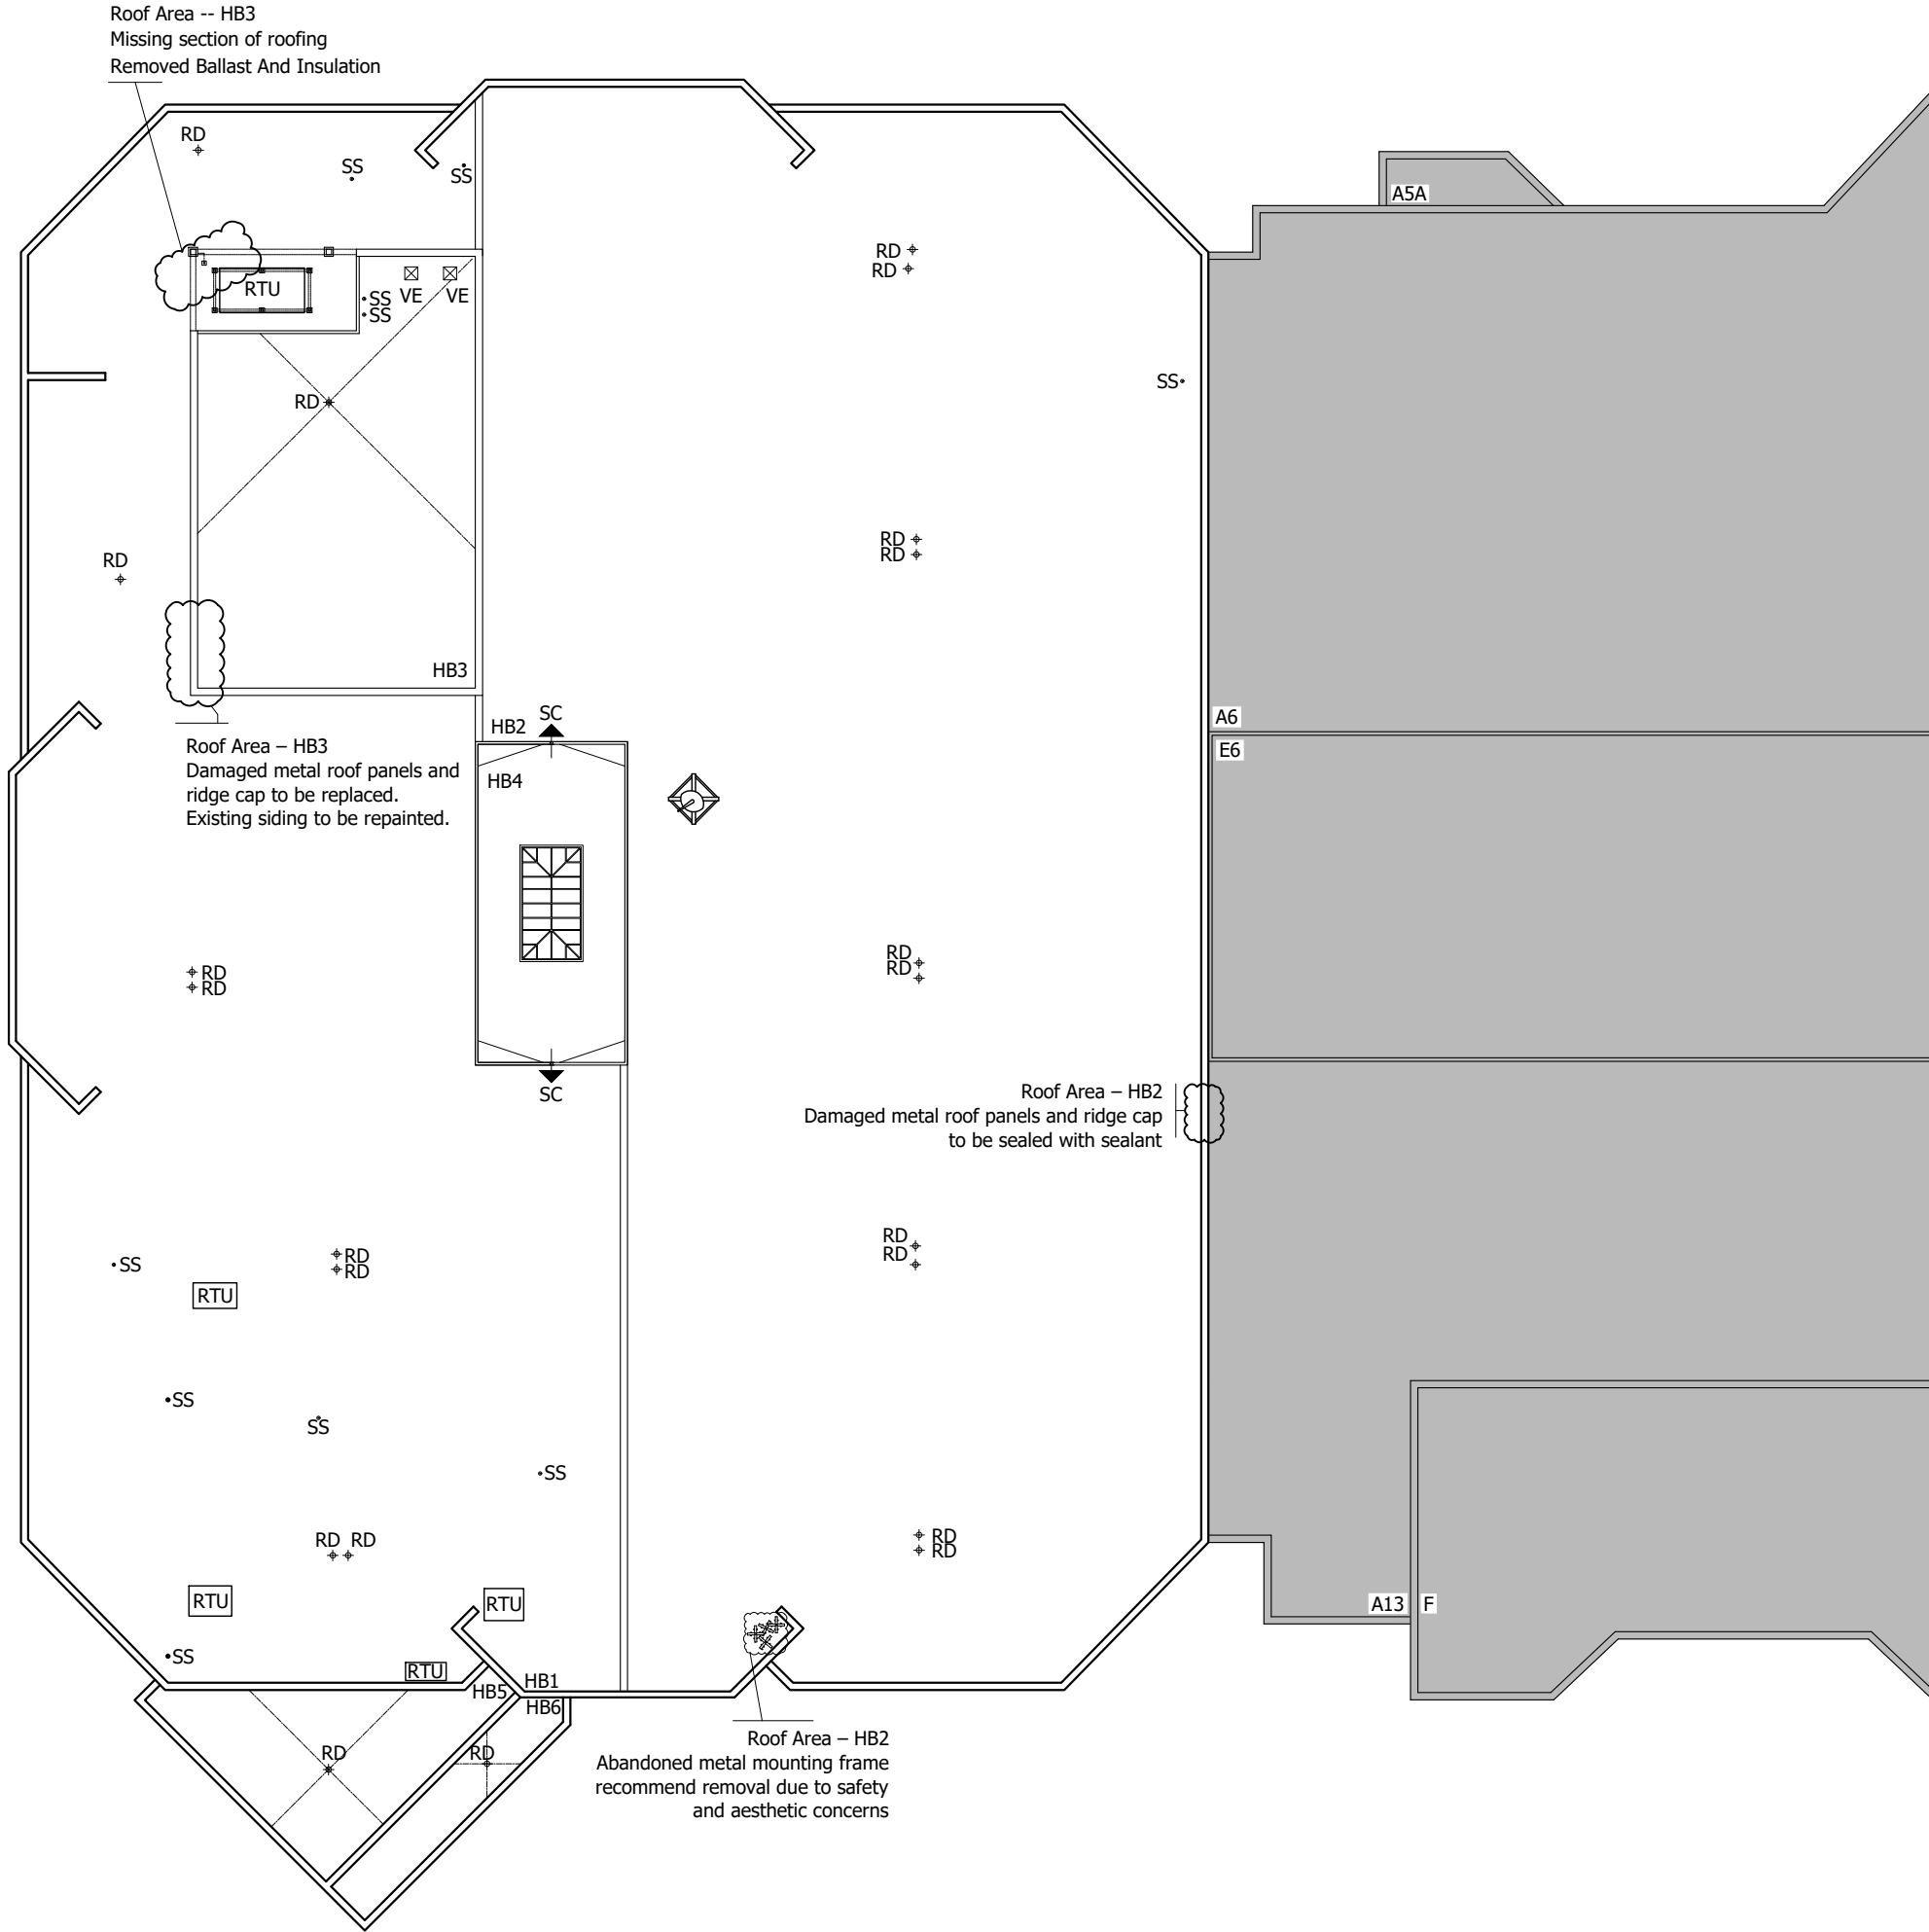 Roof Area -- HB3
Missing section of roofing
Removed Ballast And Insulation
RD
SS
SS
A5A
RD
RD
RTU
SS
SS
VE
VE
SS
RD
RD
RD
RD
HB3
SC
HB2
A6
E6
Roof Area – HB3
Damaged metal roof panels and
ridge cap to be replaced.
Existing siding to be repainted.
HB4
RD
RD
RD
RD
SC
Roof Area – HB2
Damaged metal roof panels and ridge cap
to be sealed with sealant
RD
RD
RD
RD
SS
RTU
SS
SS
SS
RD
RD
RD RD
RTU
RTU
A13
F
SS
RTU
HB1
HB5
HB6
RD
RD
Roof Area – HB2
Abandoned metal mounting frame
recommend removal due to safety
and aesthetic concerns